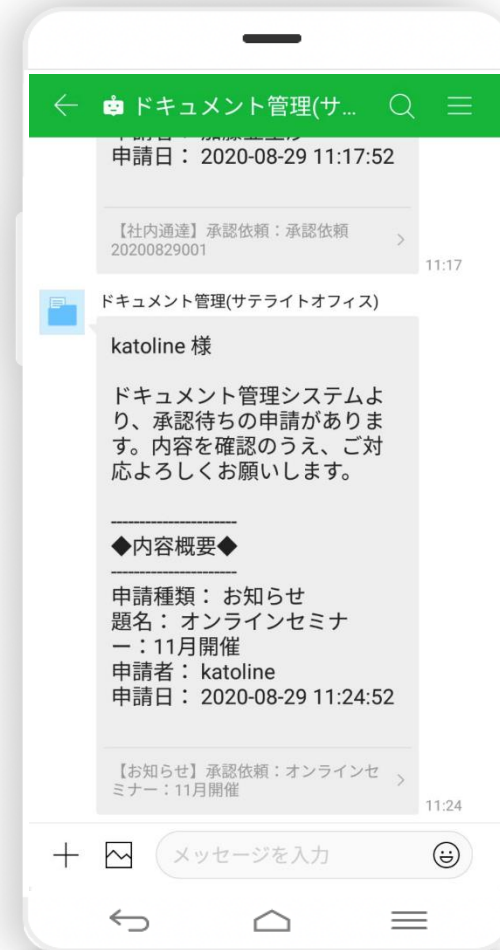 ドキュメント管理(サ...
申請日： 2020-08-29 11:17:52
【社内通達】承認依頼：承認依頼
20200829001
11:17
ドキュメント管理(サテライトオフィス)
katoline 様
ドキュメント管理システムよ
り、承認待ちの申請がありま
す。内容を確認のうえ、ご対
応よろしくお願いします。
----------------------
◆内容概要◆
----------------------
申請種類： お知らせ
題名： オンラインセミナ
ー：11月開催
申請者： katoline
申請日： 2020-08-29 11:24:52
【お知らせ】承認依頼：オンラインセ
ミナー：11月開催
11:24
メッセージを入力